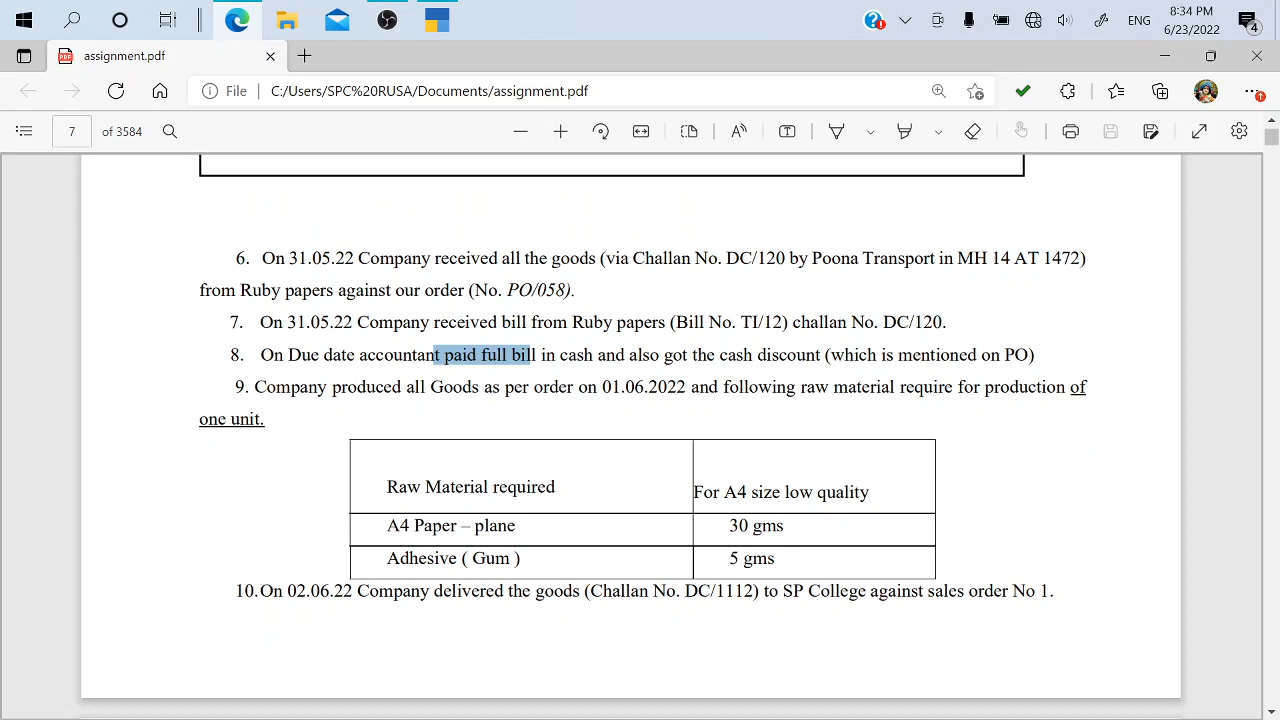 ENG
8:34 PM
6/23/2022
4
assignment.pdf
File | C:/Users/SPC%20RUSA/Documents/assignment.pdf
7 of 3584
6. On 31.05.22 Company received all the goods (via Challan No. DC/120 by Poona Transport in MH 14 AT 1472)
from Ruby papers against our order (No. PO/058).
7. On 31.05.22 Company received bill from Ruby papers (Bill No. TI/12) challan No. DC/120.
8. On Due date accountant paid full bill in cash and also got the cash discount (which is mentioned on PO)
9. Company produced all Goods as per order on 01.06.2022 and following raw material require for production of
one unit.
Raw Material required For A4 size low quality
A4 Paper – plane 30 gms
Adhesive ( Gum ) 5 gms
10.On 02.06.22 Company delivered the goods (Challan No. DC/1112) to SP College against sales order No 1.